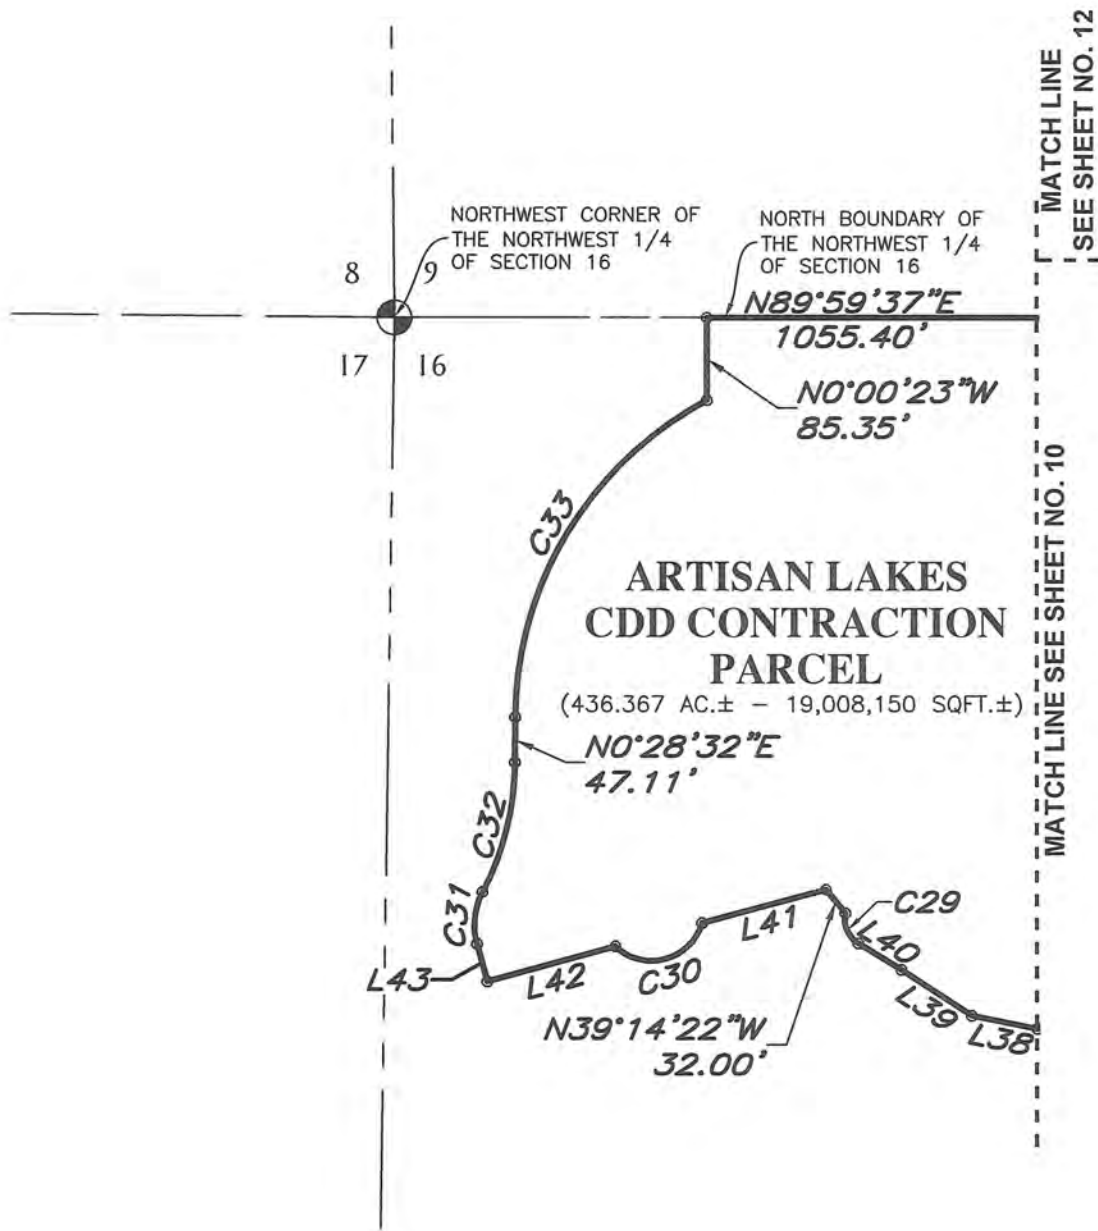 MATCH LINE
SEE SHEET NO. 12
NORTHWEST CORNER OF
THE NORTHWEST 1/4
OF SECTION 16
NORTH BOUNDARY OF
THE NORTHWEST 1/4
OF SECTION 16
8 9
17 16
N89°59'37"E
1055.40'
N0°00'23"W
85.35'
C33
MATCH LINE SEE SHEET NO. 10
ARTISAN LAKES
CDD CONTRACTION
PARCEL
(436.367 AC.± – 19,008,150 SQFT.±)
N0°28'32"E
47.11'
C32
C31
L43
L42
C30
L41
C29
L40
L39
L38
N39°14'22"W
32.00'